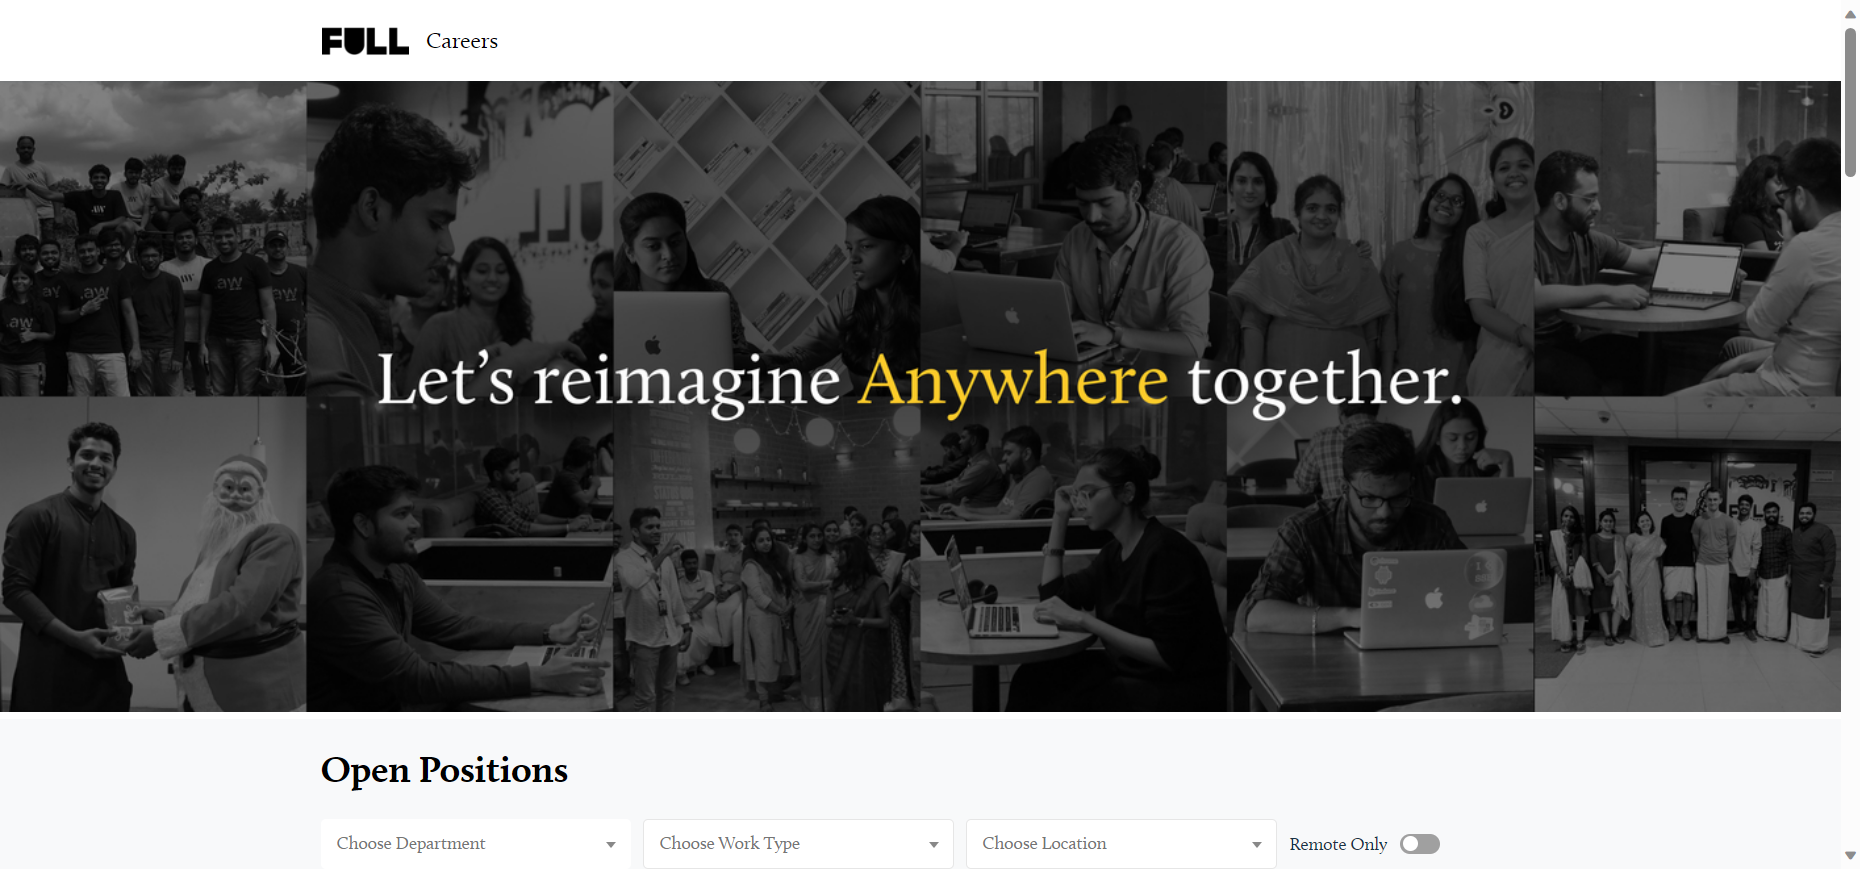 FULL Careers
Let's reimagine Anywhere together.
Open Positions
Choose Department
Choose Work Type
Choose Location
Remote Only